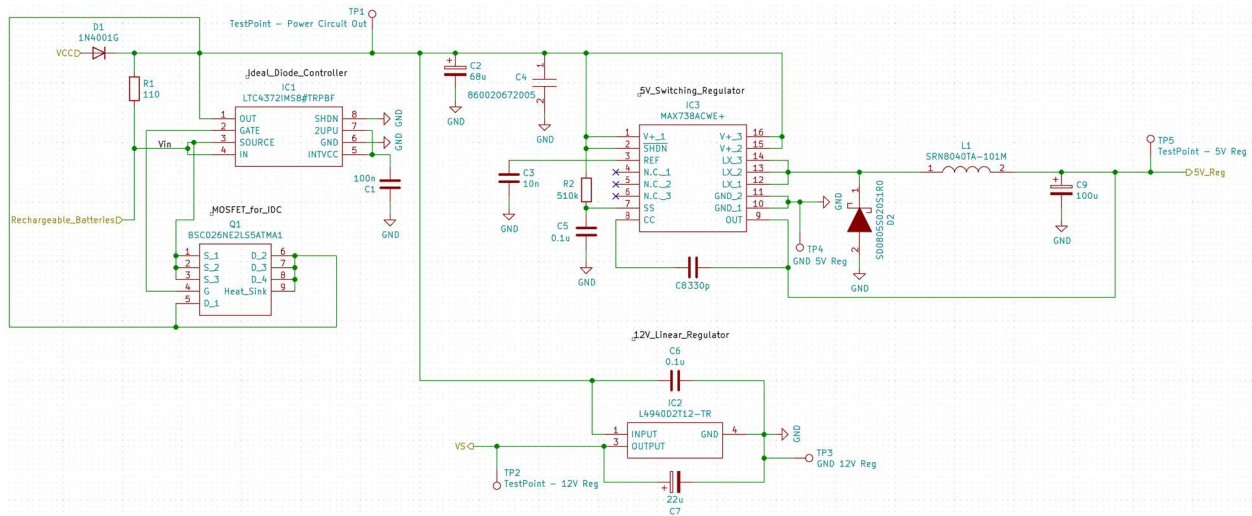 TP1
TestPoint - Power Circuit Out
D1
1N4001G
VCC
R1
110
Ideal_Diode_Controller
IC1
LTC4372IMS8#TRPBF
1 OUT SHDN 8
2 GATE 2UPU 7
3 SOURCE GND 6
4 IN INTVCC 5
GND
GND
Vin
100n
C1
GND
Rechargeable_Batteries
MOSFET_for_IDC
Q1
BSC026NE2LS5ATMA1
1 S_1 D_2 6
2 S_2 D_3 7
3 S_3 D_4 8
4 G Heat_Sink 9
5 D_1
+ C2
68u
GND
1
C4
860020672005
2
GND
5V_Switching_Regulator
IC3
MAX738ACWE+
1 V+_1 V+_3 16
2 SHDN V+_2 15
3 REF LX_3 14
4 N.C._1 LX_2 13
5 N.C._2 LX_1 12
6 N.C._3 GND_2 11
7 SS GND_1 10
8 CC OUT 9
C3
10n
GND
R2
510k
C5
0.1u
GND
C8330p
GND
TP4
GND 5V Reg
1
2
SD0805S020S1R0
D2
GND
L1
SRN8040TA-101M
1 2
+ C9
100u
GND
TP5
TestPoint - 5V Reg
5V_Reg
12V_Linear_Regulator
C6
0.1u
IC2
L4940D2T12-TR
1 INPUT GND 4
3 OUTPUT
GND
VS
TP2
TestPoint - 12V Reg
TP3
GND 12V Reg
+
22u
C7